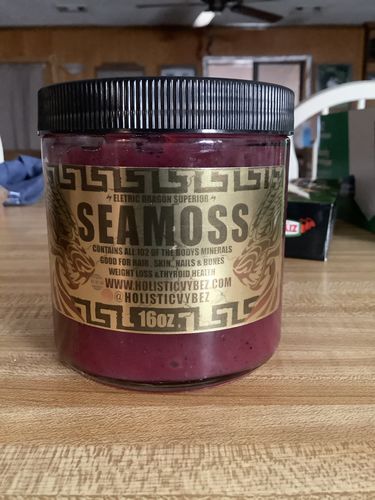 ~ ELETRIC DRAGON SUPERIOR ~
SEAMOSS
CONTAINS ALL 102 OF THE BODYS MINERALS
GOOD FOR HAIR , SKIN , NAILS & BONES
WEIGHT LOSS & THYROID HEALTH
WWW.HOLISTICVYBEZ.COM
@HOLISTICVYBEZ
16oz